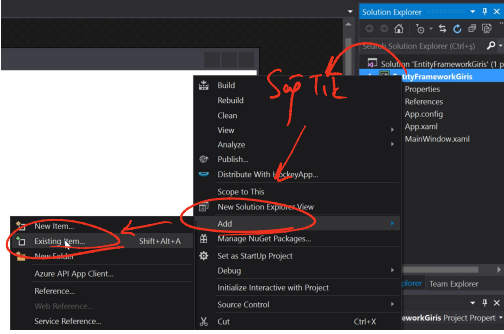 Solution Explorer
Search Solution Explorer (Ctrl+ş)
Solution 'EntityFrameworkGiris' (1 p
EntityFrameworkGiris
Properties
References
App.config
App.xaml
MainWindow.xaml
Sağ Tık
Build
Rebuild
Clean
View
Analyze
Publish...
Distribute With HockeyApp...
Scope to This
New Solution Explorer View
Add
Manage NuGet Packages...
Set as StartUp Project
Debug
Initialize Interactive with Project
Source Control
Cut Ctrl+X
New Item...
Existing Item... Shift+Alt+A
New Folder
Azure API App Client...
Reference...
Web Reference...
Service Reference...
plorer Team Explorer
workGiris Project Propert